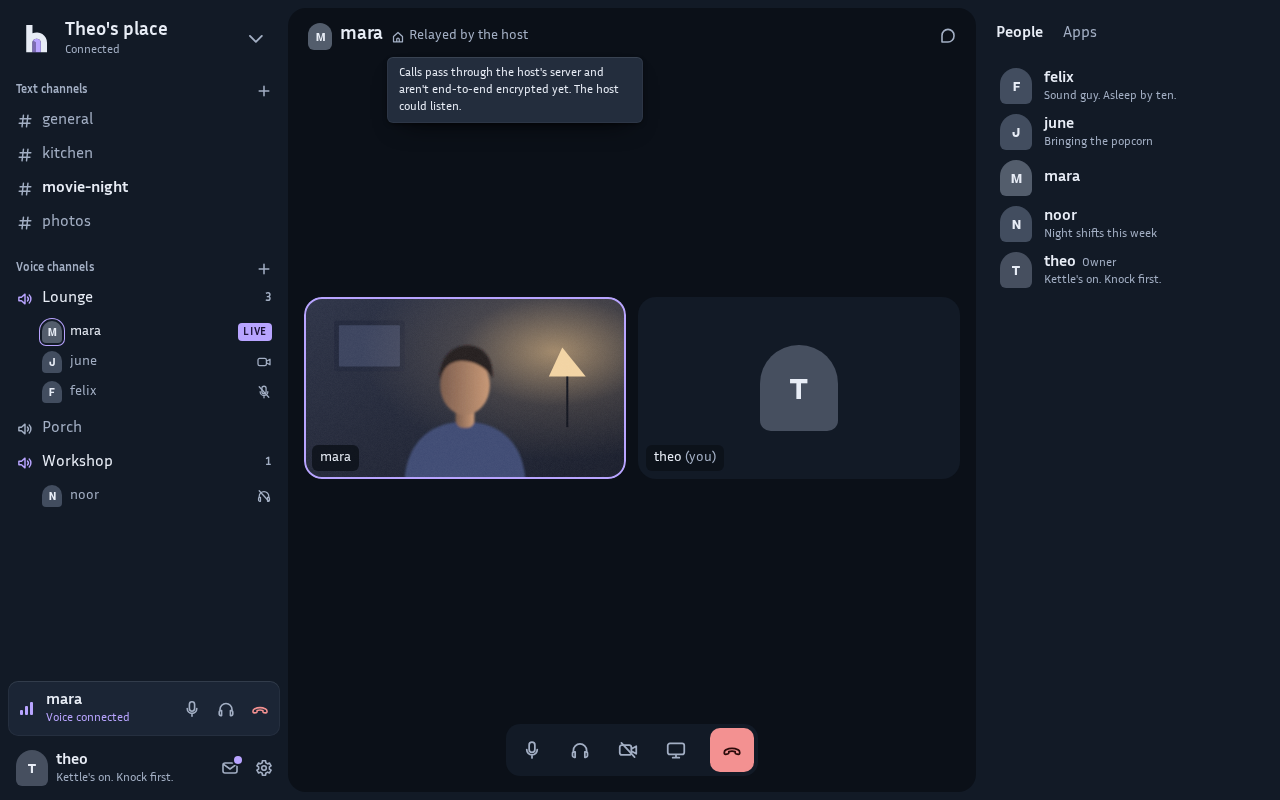 Theo's place
Connected
Text channels
general
kitchen
movie-night
photos
Voice channels
Lounge
3
M
mara
LIVE
J
june
F
felix
Porch
Workshop
1
N
noor
mara
Voice connected
T
theo
Kettle's on. Knock first.
M
mara
Relayed by the host
Calls pass through the host's server and
aren't end-to-end encrypted yet. The host
could listen.
mara
T
theo (you)
People
Apps
F
felix
Sound guy. Asleep by ten.
J
june
Bringing the popcorn
M
mara
N
noor
Night shifts this week
T
theo Owner
Kettle's on. Knock first.